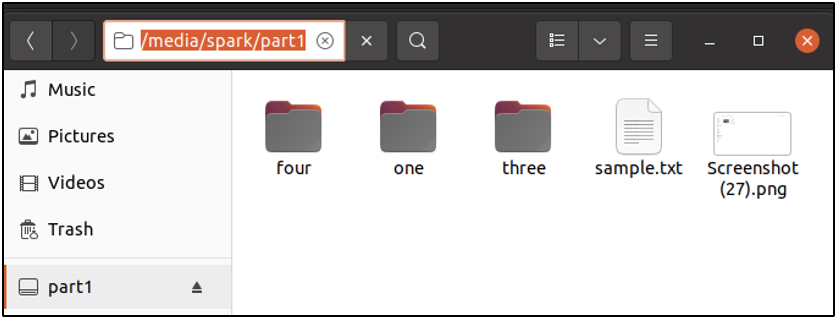 /media/spark/part1
Music
Pictures
Videos
Trash
part1
four
one
three
sample.txt
Screenshot
(27).png